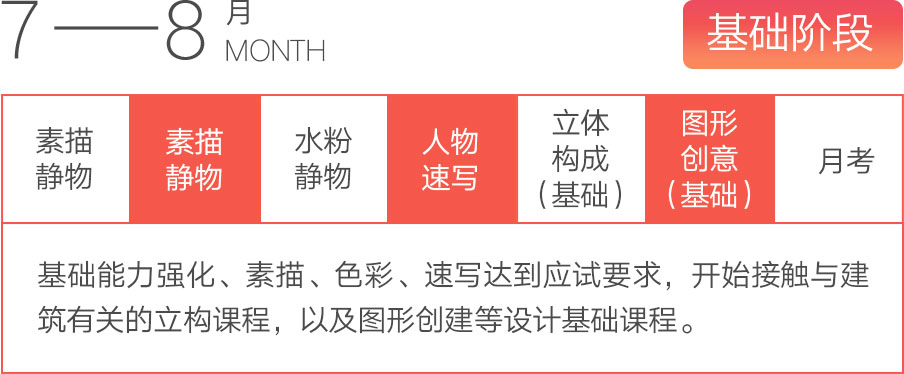 7——8 月
MONTH
基础阶段
素描
静物
素描
静物
水粉
静物
人物
速写
立体
构成
（基础）
图形
创意
（基础）
月考
基础能力强化、素描、色彩、速写达到应试要求，开始接触与建
筑有关的立构课程，以及图形创建等设计基础课程。